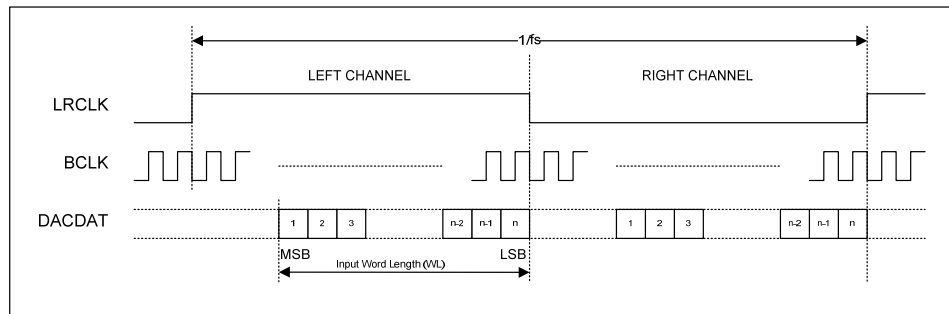 1/fs
LEFT CHANNEL RIGHT CHANNEL
LRCLK
BCLK
DACDAT 1 2 3 n-2 n-1 n 1 2 3 n-2 n-1 n
MSB LSB
Input Word Length (WL)